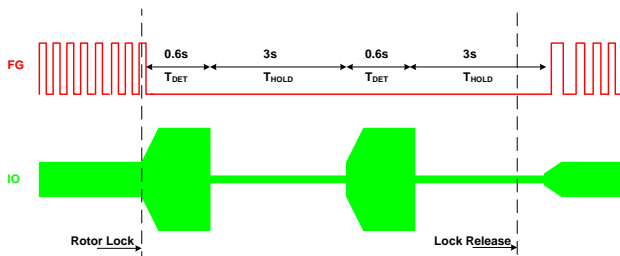 0.6s 3s 0.6s 3s
FG
TDET THOLD TDET THOLD
IO
Rotor Lock Lock Release